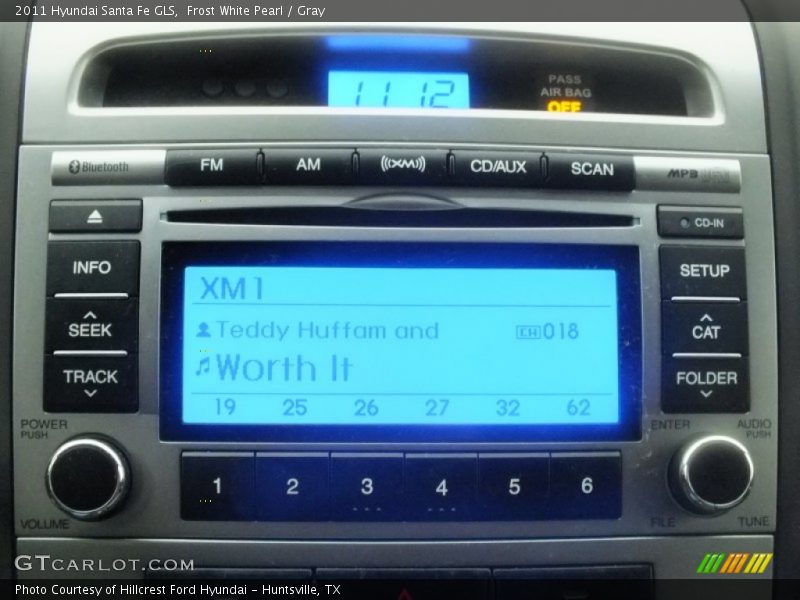 2011 Hyundai Santa Fe GLS, Frost White Pearl / Gray
11 12
PASS
AIR BAG
OFF
Bluetooth
FM
AM
((XM))
CD/AUX
SCAN
MP3
CD-IN
INFO
SEEK
TRACK
SETUP
CAT
FOLDER
XM1
Teddy Huffam and
CH 018
Worth It
19 25 26 27 32 62
POWER
PUSH
VOLUME
1 2 3 4 5 6
ENTER
AUDIO
PUSH
FILE
TUNE
GTCARLOT.COM
Photo Courtesy of Hillcrest Ford Hyundai - Huntsville, TX